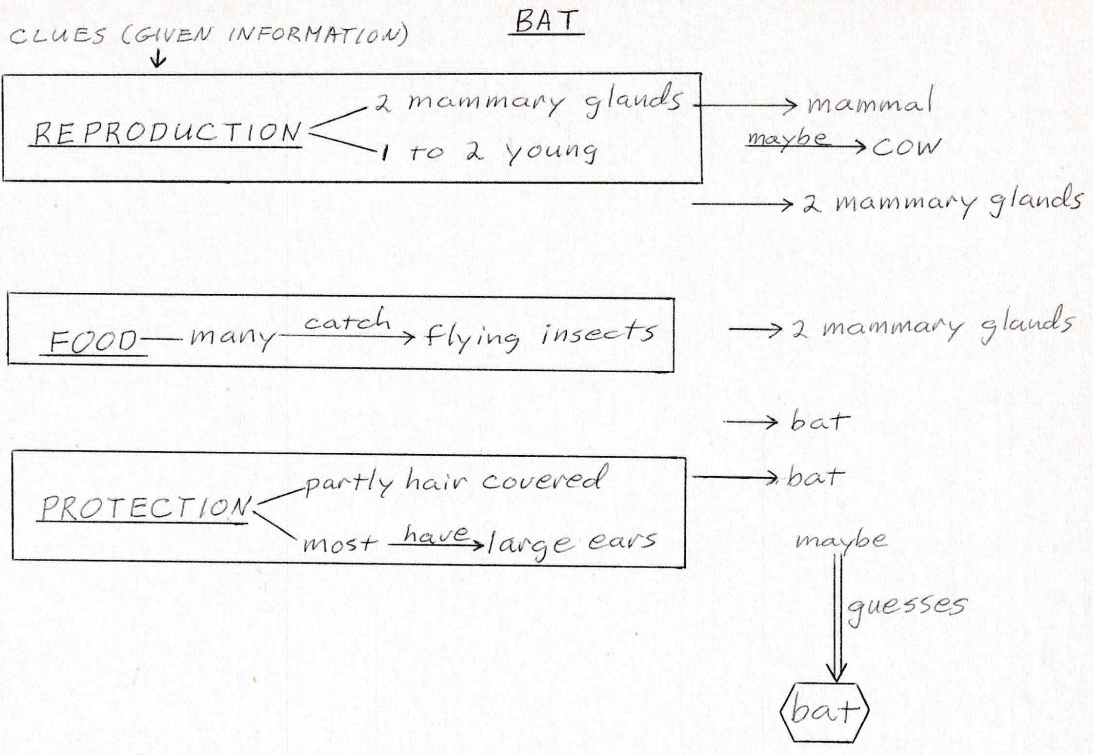 BAT
CLUES (GIVEN INFORMATION)
REPRODUCTION
2 mammary glands
1 to 2 young
mammal
maybe
cow
2 mammary glands
FOOD many catch flying insects
2 mammary glands
bat
PROTECTION
partly hair covered
most have large ears
bat
maybe
guesses
bat